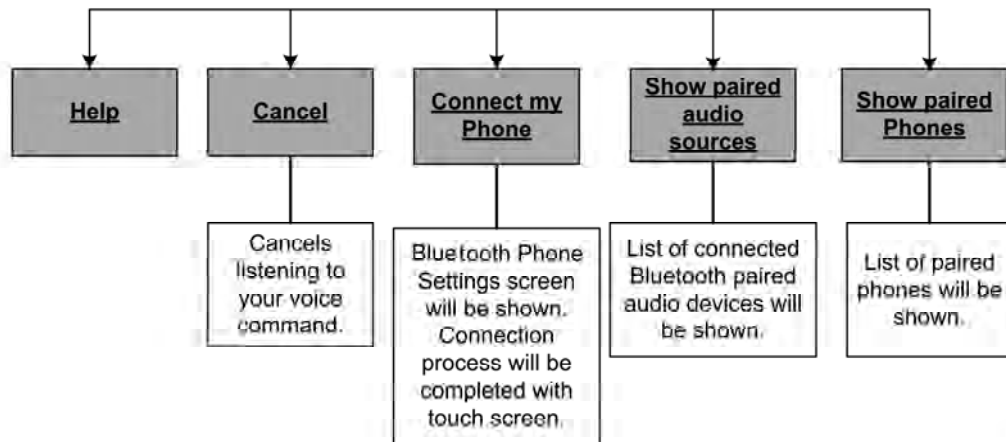 Help
Cancel
Connect my
Phone
Show paired
audio
sources
Show paired
Phones
Cancels
listening to
your voice
command.
Bluetooth Phone
Settings screen
will be shown.
Connection
process will be
completed with
touch screen.
List of connected
Bluetooth paired
audio devices will
be shown.
List of paired
phones will be
shown.